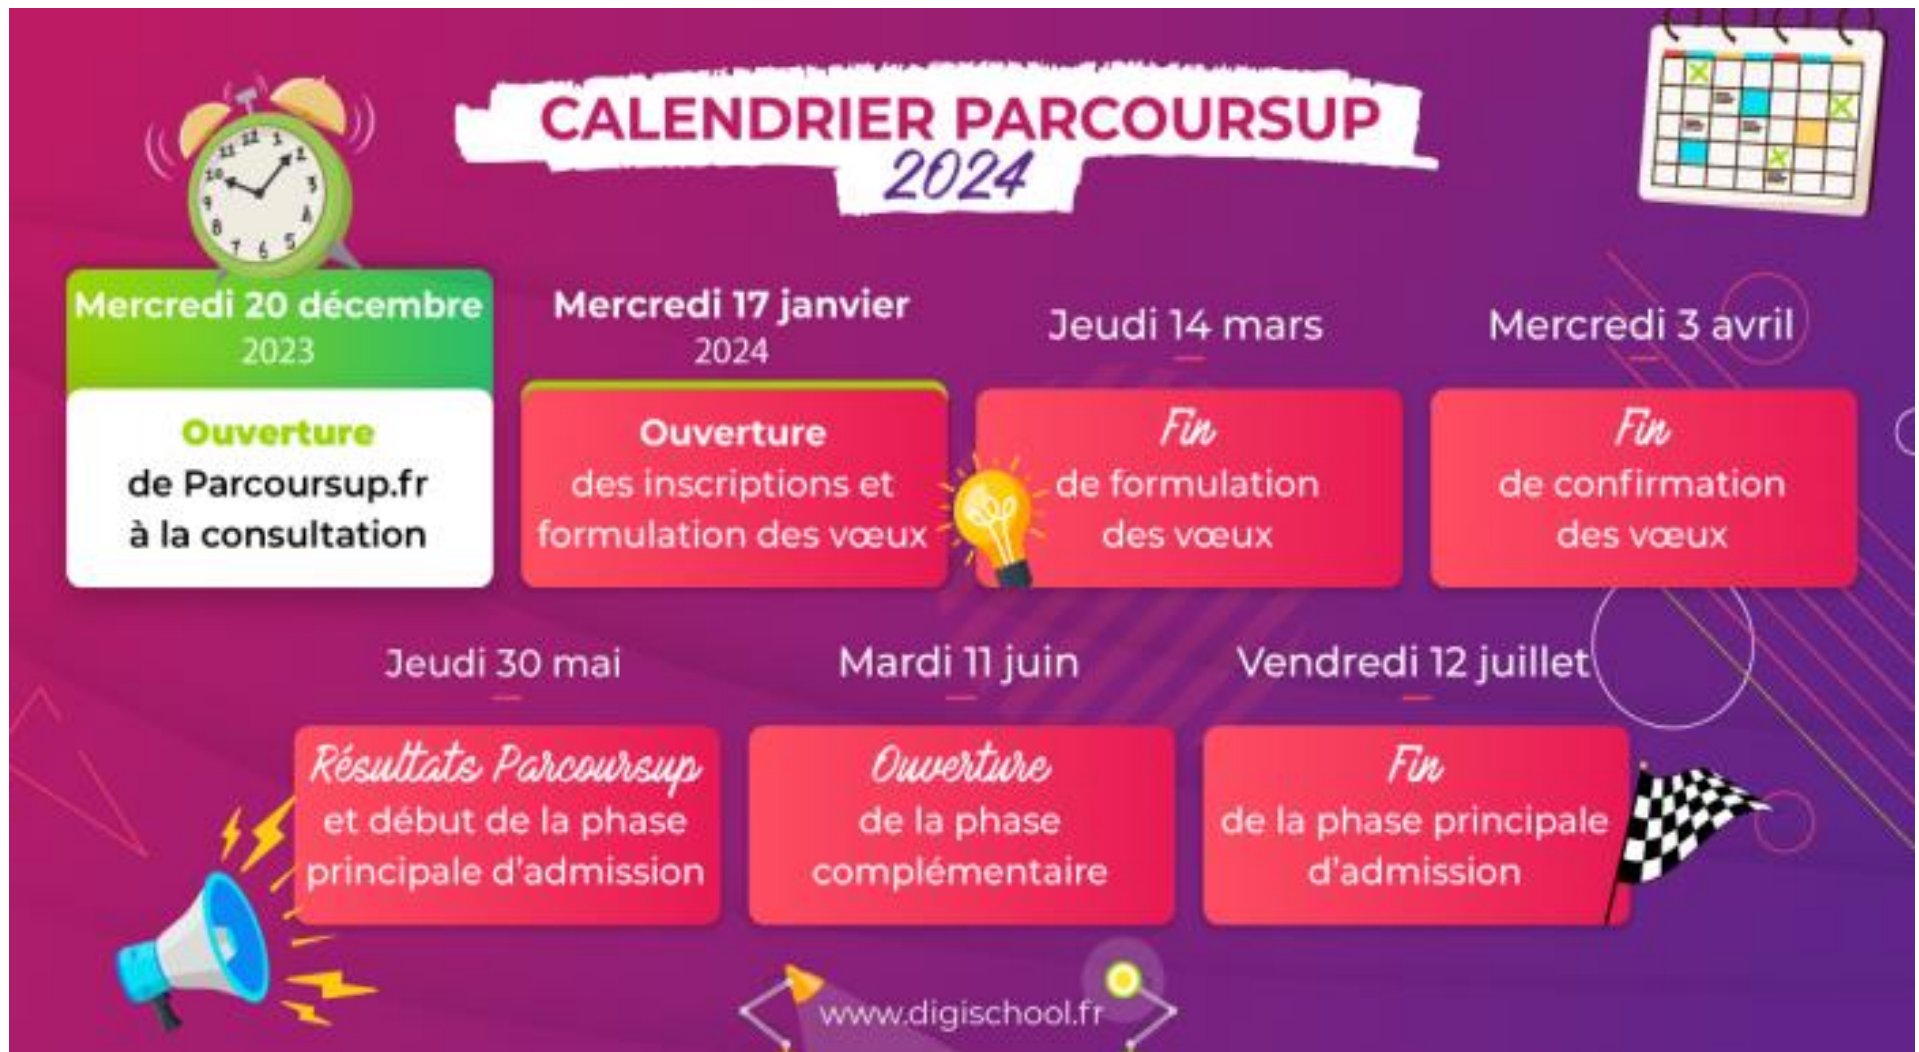 CALENDRIER PARCOURSUP
2024
Mercredi 20 décembre
2023
Ouverture
de Parcoursup.fr
à la consultation
Mercredi 17 janvier
2024
Ouverture
des inscriptions et
formulation des vœux
Jeudi 14 mars
Fin
de formulation
des vœux
Mercredi 3 avril
Fin
de confirmation
des vœux
Jeudi 30 mai
Résultats Parcoursup
et début de la phase
principale d'admission
Mardi 11 juin
Ouverture
de la phase
complémentaire
Vendredi 12 juillet
Fin
de la phase principale
d'admission
www.digischool.fr